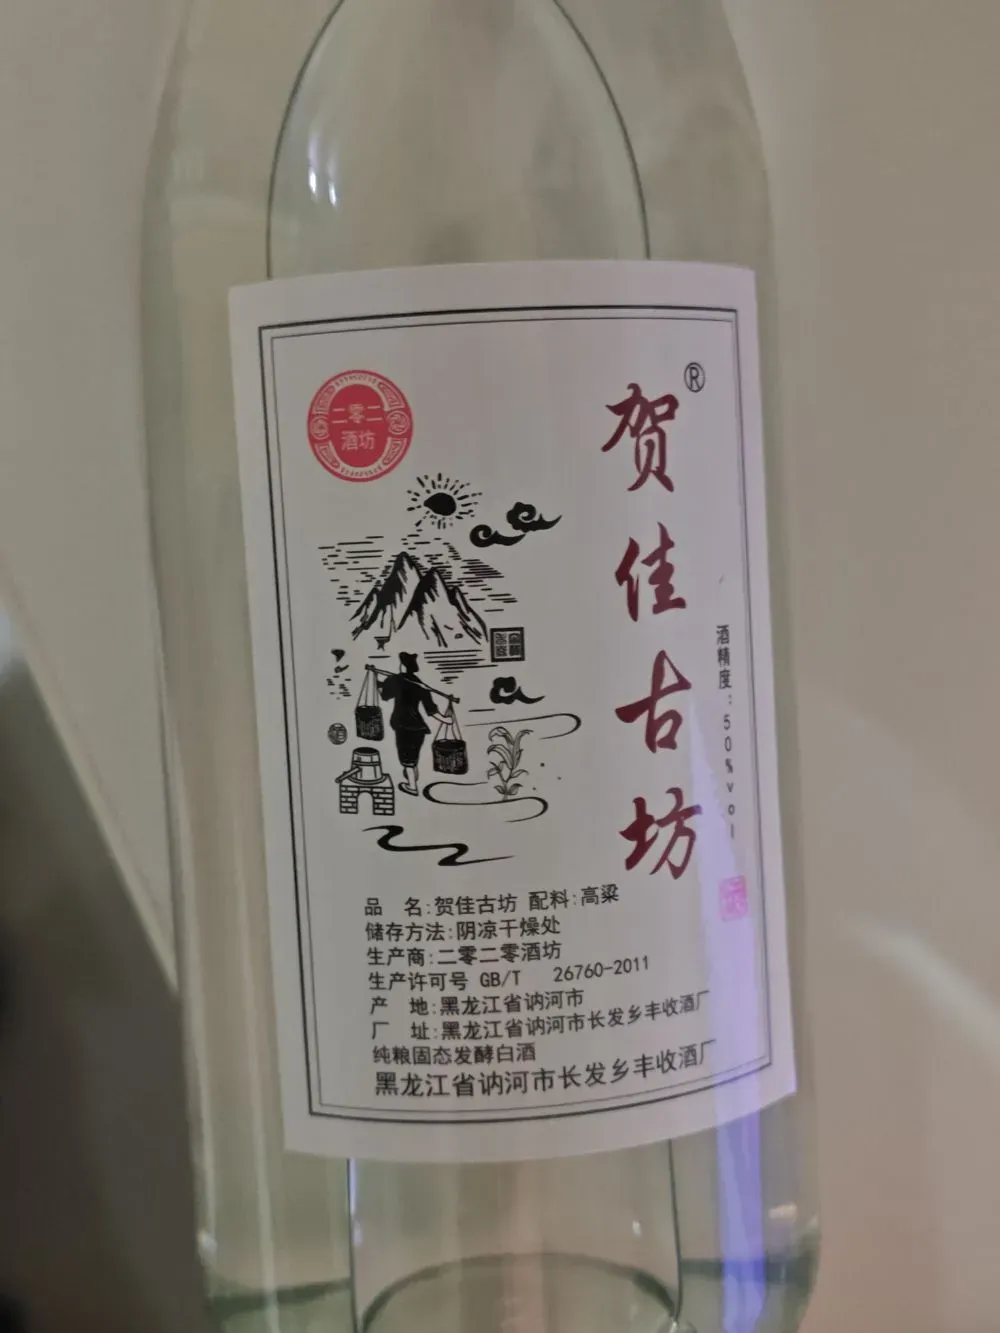 二零二
酒坊
贺佳古坊®
酒精度:50%vol
品 名:贺佳古坊 配料:高粱
储存方法:阴凉干燥处
生产商:二零二零酒坊
生产许可号 GB/T 26760-2011
产 地:黑龙江省讷河市
厂 址:黑龙江省讷河市长发乡丰收酒厂
纯粮固态发酵白酒
黑龙江省讷河市长发乡丰收酒厂